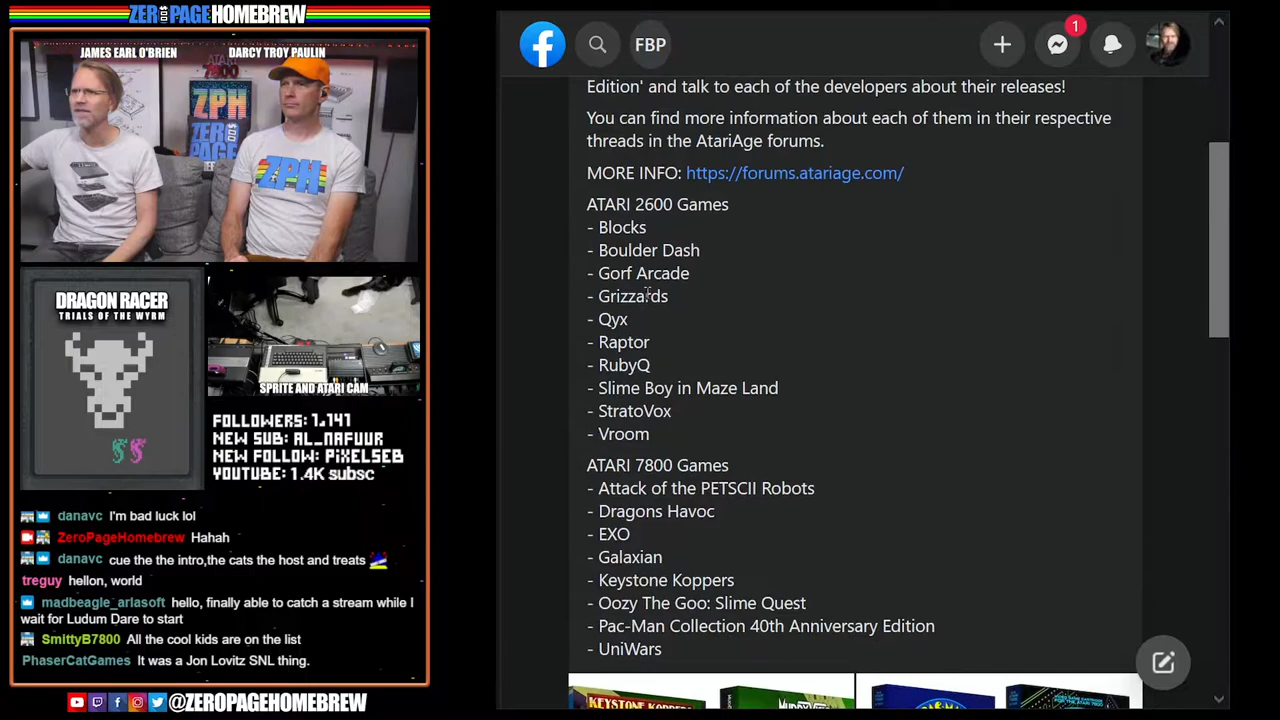 ZEROPAGE HOMEBREW
JAMES EARL O'BRIEN
DARCY TROY PAULIN
ZPH
ZPH
DRAGON RACER
TRIALS OF THE WYRM
SPRITE AND ATARI CAM
FOLLOWERS: 1,141
NEW SUB: AL_NAFUUR
NEW FOLLOW: PIXELSEB
YOUTUBE: 1.4K subsc
danavc I'm bad luck lol
ZeroPageHomebrew Hahah
danavc cue the the intro,the cats the host and treats
treguy hellon, world
madbeagle_arlasoft hello, finally able to catch a stream while I
wait for Ludum Dare to start
SmittyB7800 All the cool kids are on the list
PhaserCatGames It was a Jon Lovitz SNL thing.
@ZEROPAGEHOMEBREW
FBP
1
Edition' and talk to each of the developers about their releases!
You can find more information about each of them in their respective
threads in the AtariAge forums.
MORE INFO: https://forums.atariage.com/
ATARI 2600 Games
- Blocks
- Boulder Dash
- Gorf Arcade
- Grizzards
- Qyx
- Raptor
- RubyQ
- Slime Boy in Maze Land
- StratoVox
- Vroom
ATARI 7800 Games
- Attack of the PETSCII Robots
- Dragons Havoc
- EXO
- Galaxian
- Keystone Koppers
- Oozy The Goo: Slime Quest
- Pac-Man Collection 40th Anniversary Edition
- UniWars
KEYSTONE KOPPERS